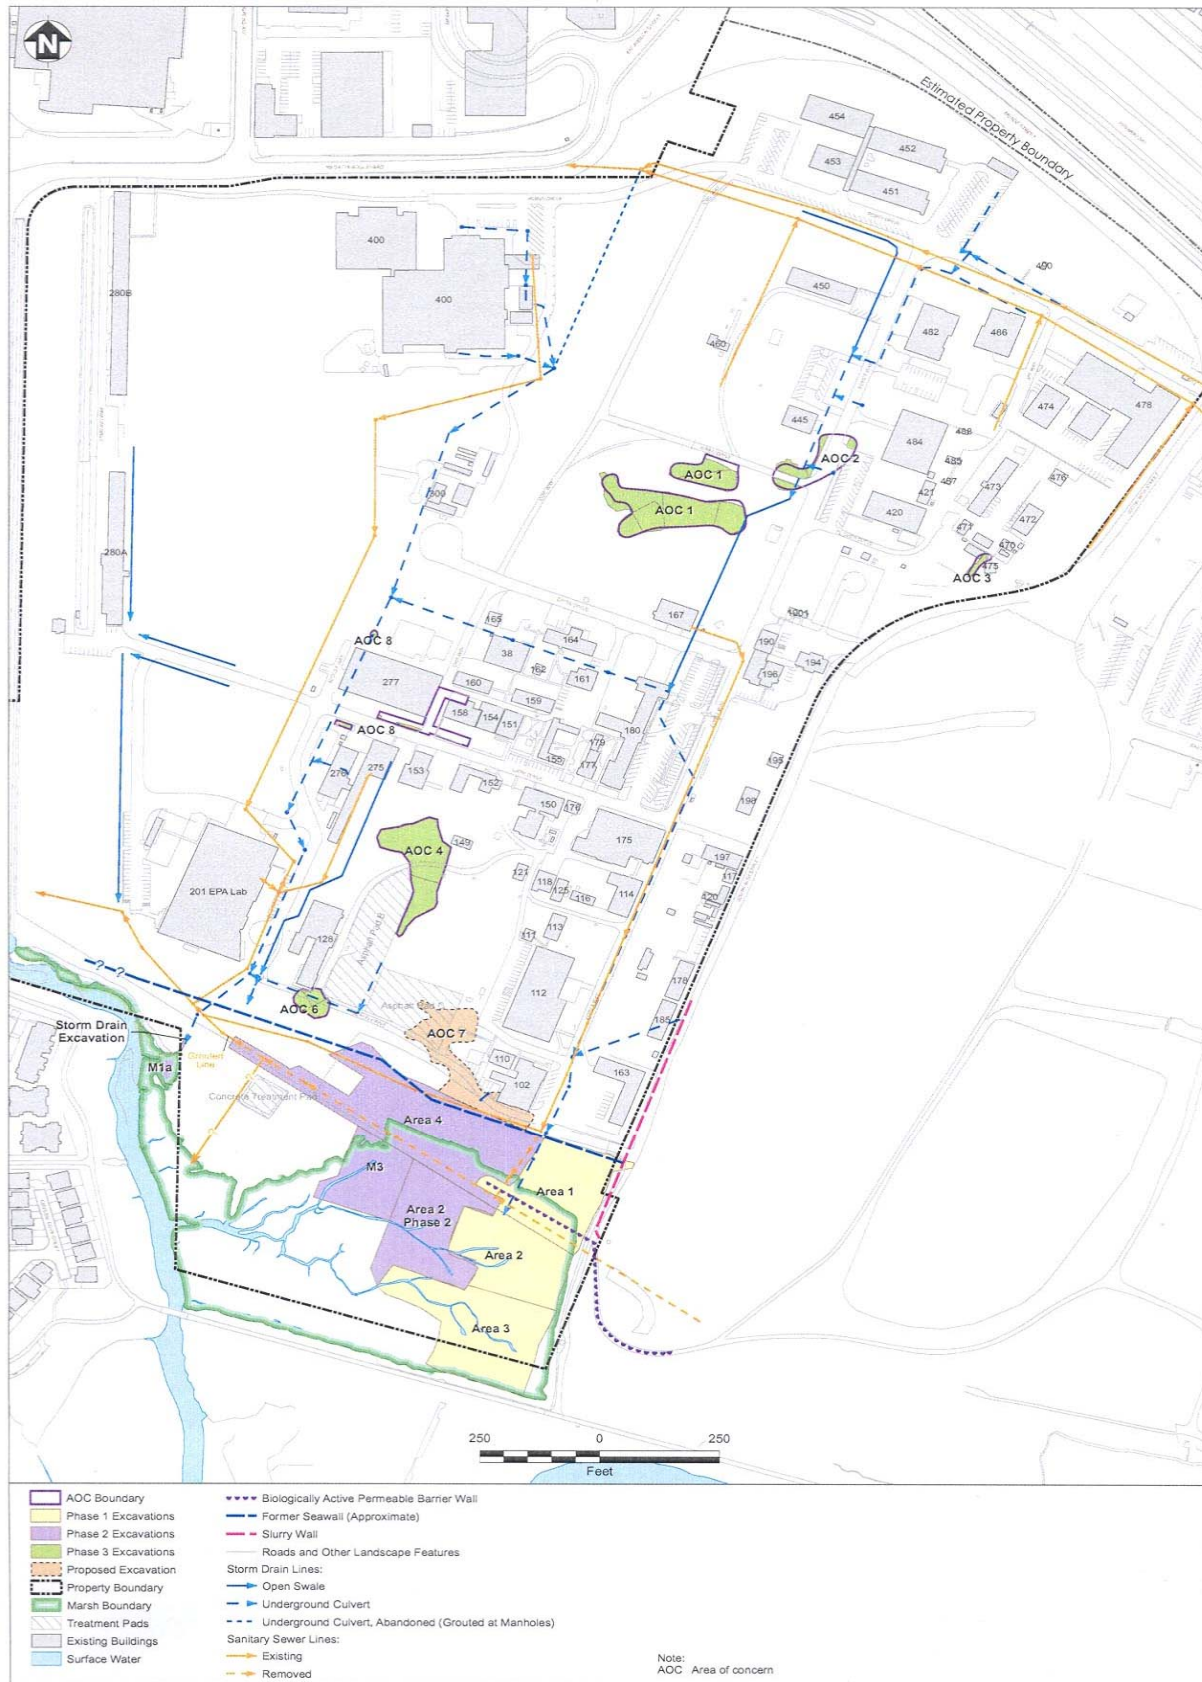 N
Estimated Property Boundary
454
452
453
451
400
490
280B
400
450
460
482
466
474
478
445
484
488
AOC 2
485
476
AOC 1
487
300
421
473
AOC 1
420
472
471
470
280A
475
AOC 3
1201
167
165
164
AOC 8
38
190
194
162
161
196
277
160
159
158
154
151
180
AOC 8
179
155
177
195
275
153
276
152
198
150
176
175
149
AOC 4
197
121
117
118
125
201 EPA Lab
116
114
120
113
111
128
Asphalt Pad B
178
112
AOC 6
185
AOC 7
Storm Drain
Excavation
110
Grouted
Line
M1a
102
163
Concrete Treatment Pad
Area 4
M3
Area 1
Area 2
Phase 2
Area 2
Area 3
250 0 250
Feet
AOC Boundary
Phase 1 Excavations
Phase 2 Excavations
Phase 3 Excavations
Proposed Excavation
Property Boundary
Marsh Boundary
Treatment Pads
Existing Buildings
Surface Water
Biologically Active Permeable Barrier Wall
Former Seawall (Approximate)
Slurry Wall
Roads and Other Landscape Features
Storm Drain Lines:
Open Swale
Underground Culvert
Underground Culvert, Abandoned (Grouted at Manholes)
Sanitary Sewer Lines:
Existing
Removed
Note:
AOC Area of concern